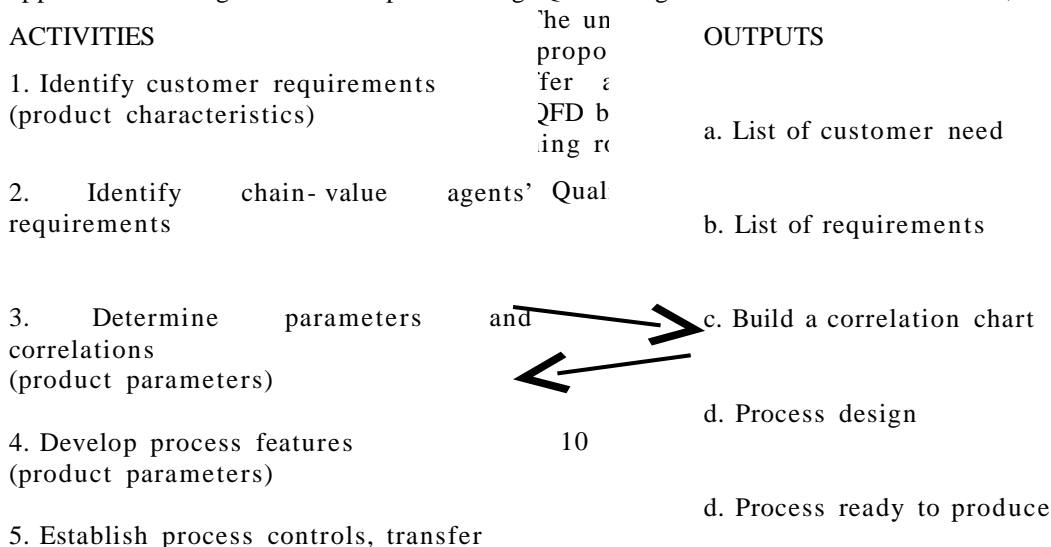 ACTIVITIES
1. Identify customer requirements
(product characteristics)
2. Identify chain-value agents’
requirements
3. Determine parameters and
correlations
(product parameters)
4. Develop process features
(product parameters)
5. Establish process controls, transfer
QFD b
10
OUTPUTS
a. List of customer need
b. List of requirements
c. Build a correlation chart
d. Process design
d. Process ready to produce